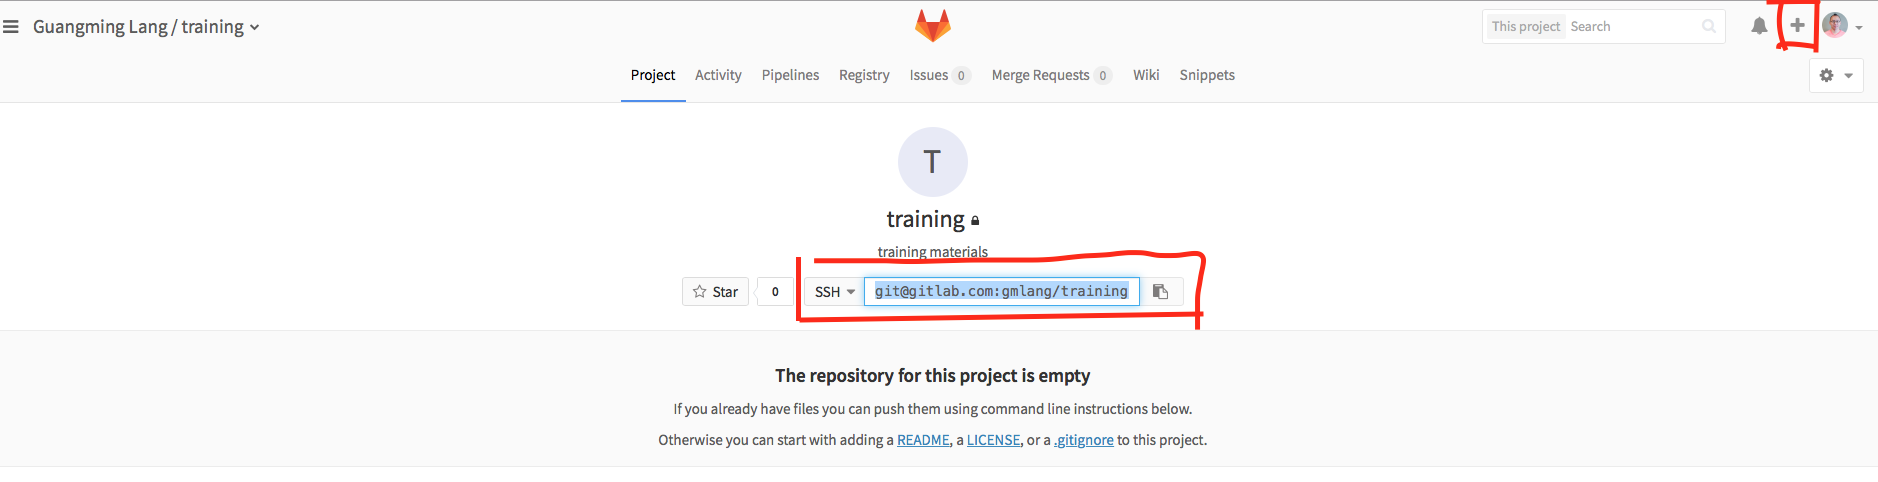 Guangming Lang / training
This project Search
Project Activity Pipelines Registry Issues 0 Merge Requests 0 Wiki Snippets
T
training
training materials
Star 0 SSH git@gitlab.com:gmlang/training
The repository for this project is empty
If you already have files you can push them using command line instructions below.
Otherwise you can start with adding a README, a LICENSE, or a .gitignore to this project.